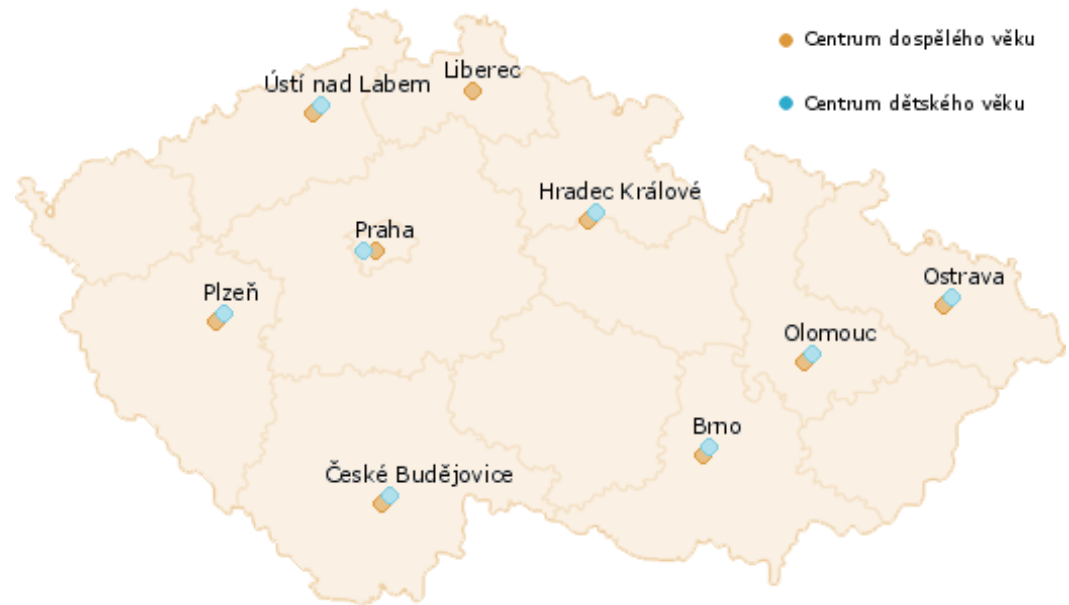 Centrum dospělého věku
Liberec
Ústí nad Labem
Centrum dětského věku
Hradec Králové
Praha
Ostrava
Plzeň
Olomouc
Brno
České Budějovice